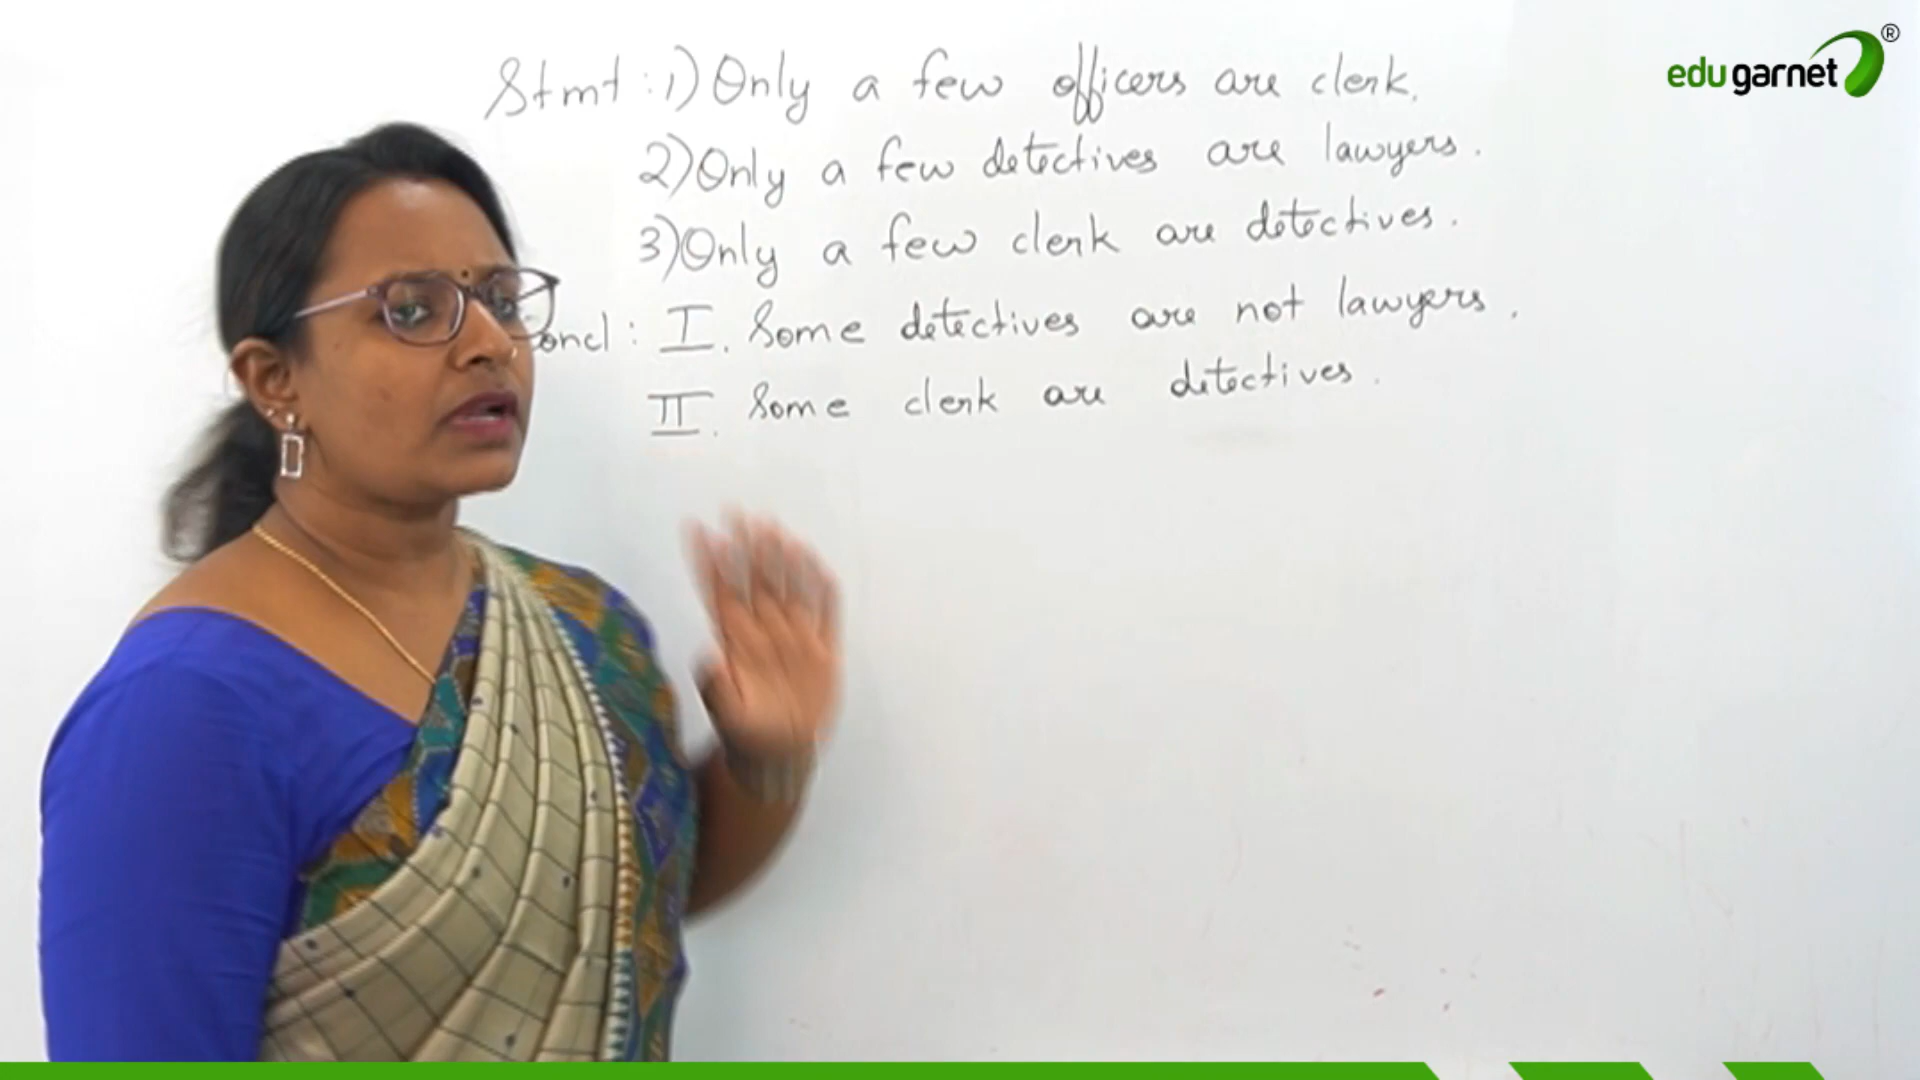 Stmt : 1) Only a few officers are clerk.
2) Only a few detectives are lawyers.
3) Only a few clerk are detectives.
oncl : I. Some detectives are not lawyers.
II. Some clerk are detectives.
edugarnet ®